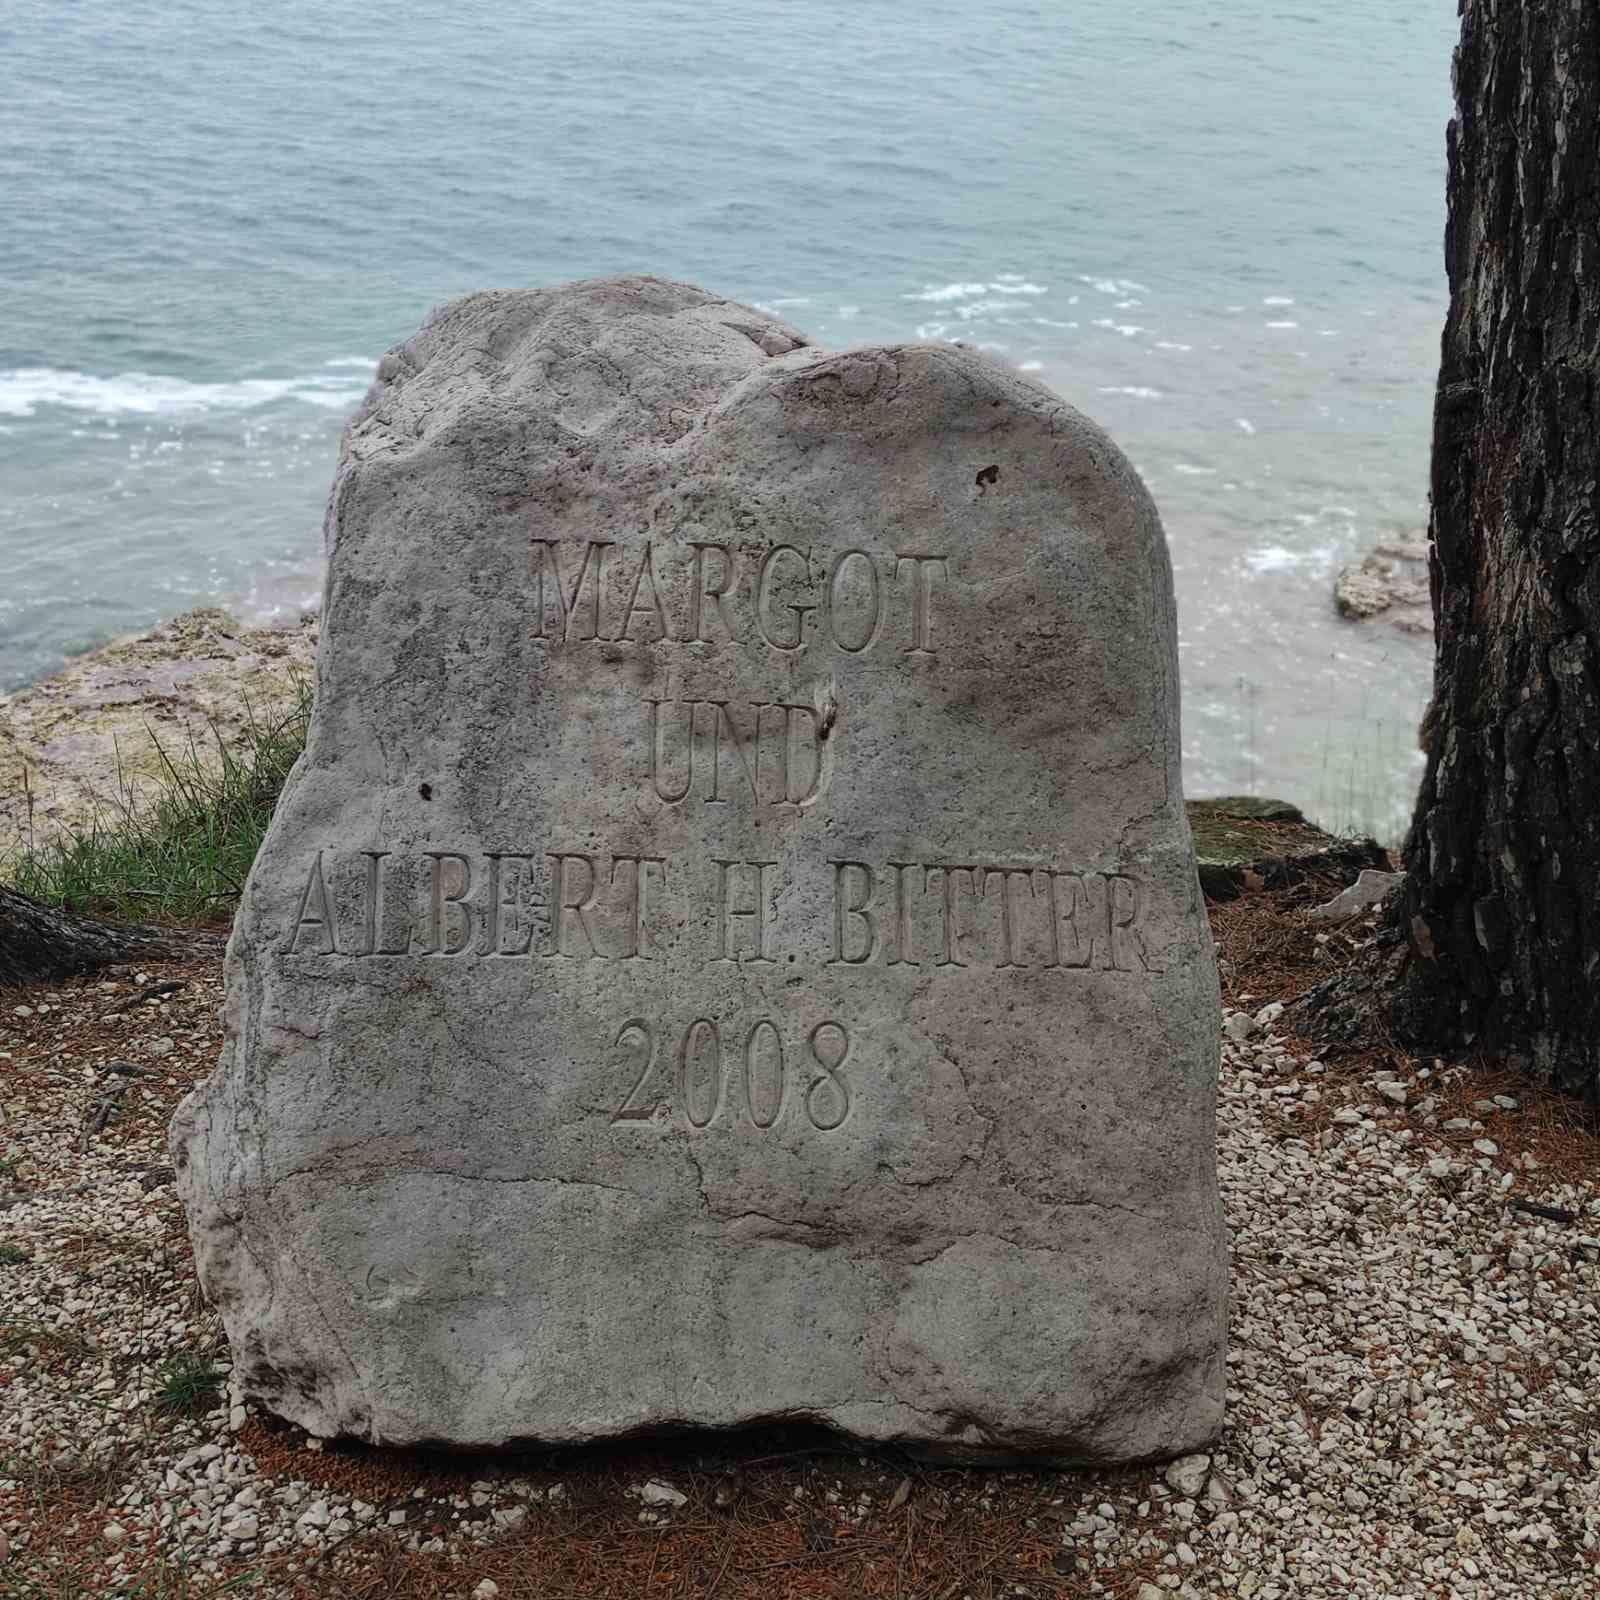 MARGOT
UND
ALBERT H. BITTER
2008